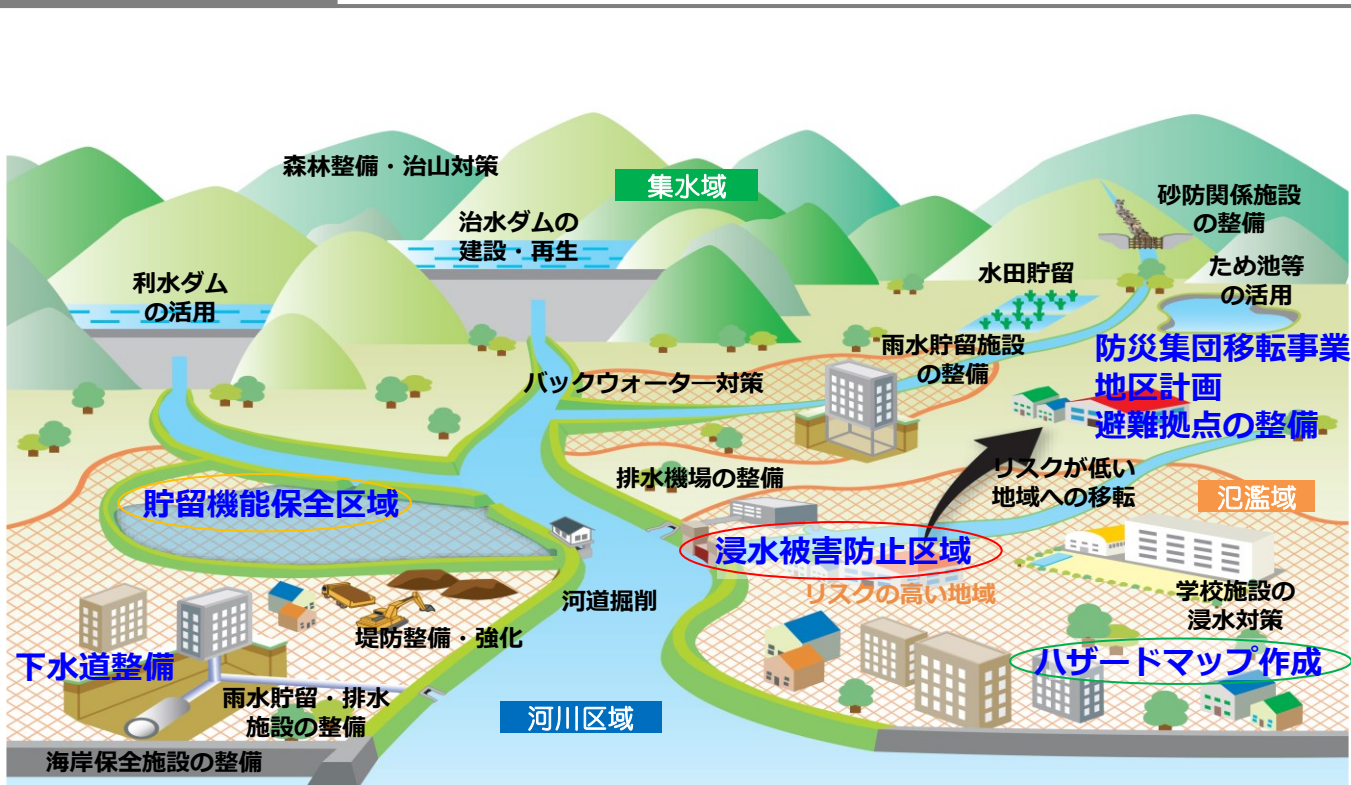 森林整備・治山対策
集水域
治水ダムの
建設・再生
砂防関係施設
の整備
利水ダム
の活用
水田貯留
ため池等
の活用
雨水貯留施設
の整備
防災集団移転事業
地区計画
避難拠点の整備
バックウォーター対策
排水機場の整備
リスクが低い
地域への移転
氾濫域
貯留機能保全区域
浸水被害防止区域
リスクの高い地域
河道掘削
学校施設の
浸水対策
堤防整備・強化
下水道整備
ハザードマップ作成
雨水貯留・排水
施設の整備
河川区域
海岸保全施設の整備